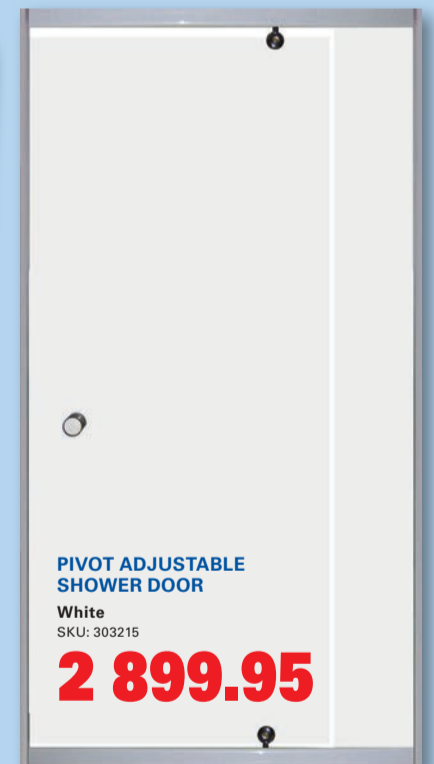 PIVOT ADJUSTABLE
SHOWER DOOR
White
SKU: 303215
2 899.95